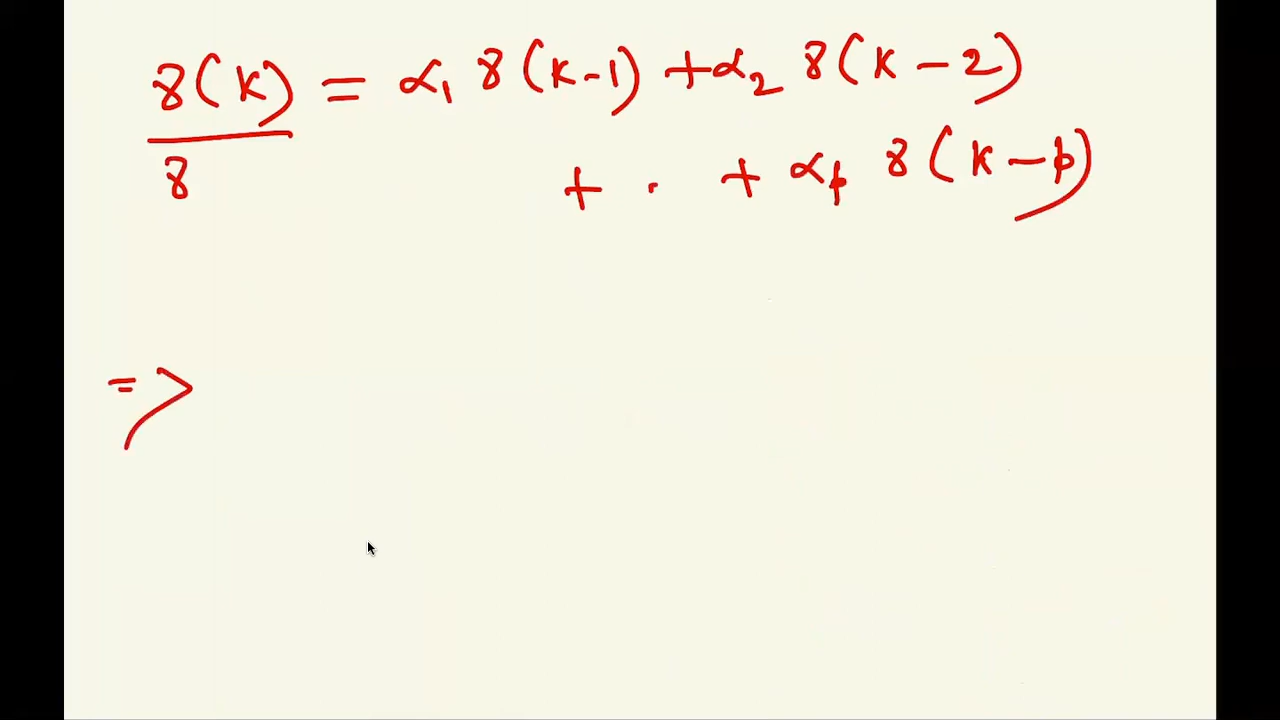 γ(k) = α₁ γ(k-1) + α₂ γ(k-2)
γ + . + αₚ γ(k-p)
=>